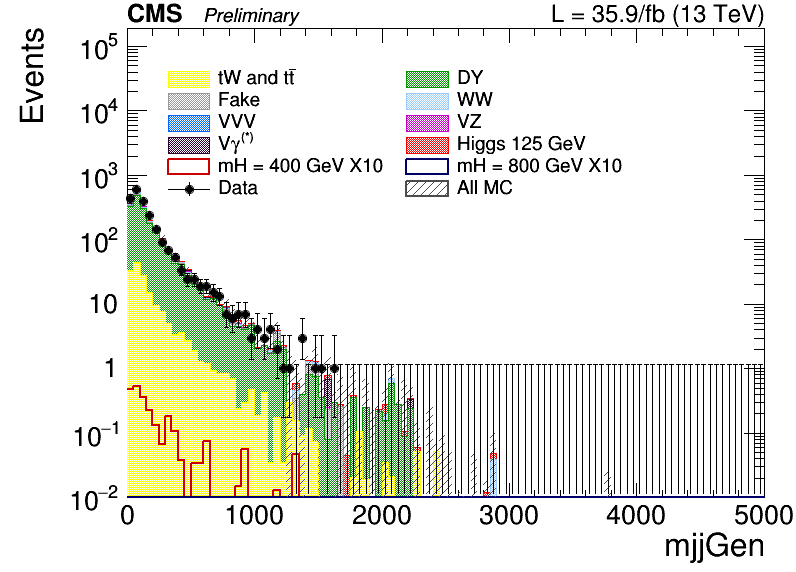 CMS Preliminary L = 35.9/fb (13 TeV)
Events
10⁵
10⁴
10³
10²
10
1
10⁻¹
10⁻²
tW and tt̄ DY
Fake WW
VVV VZ
Vγ⁽*⁾ Higgs 125 GeV
mH = 400 GeV X10 mH = 800 GeV X10
Data All MC
0 1000 2000 3000 4000 5000
mjjGen